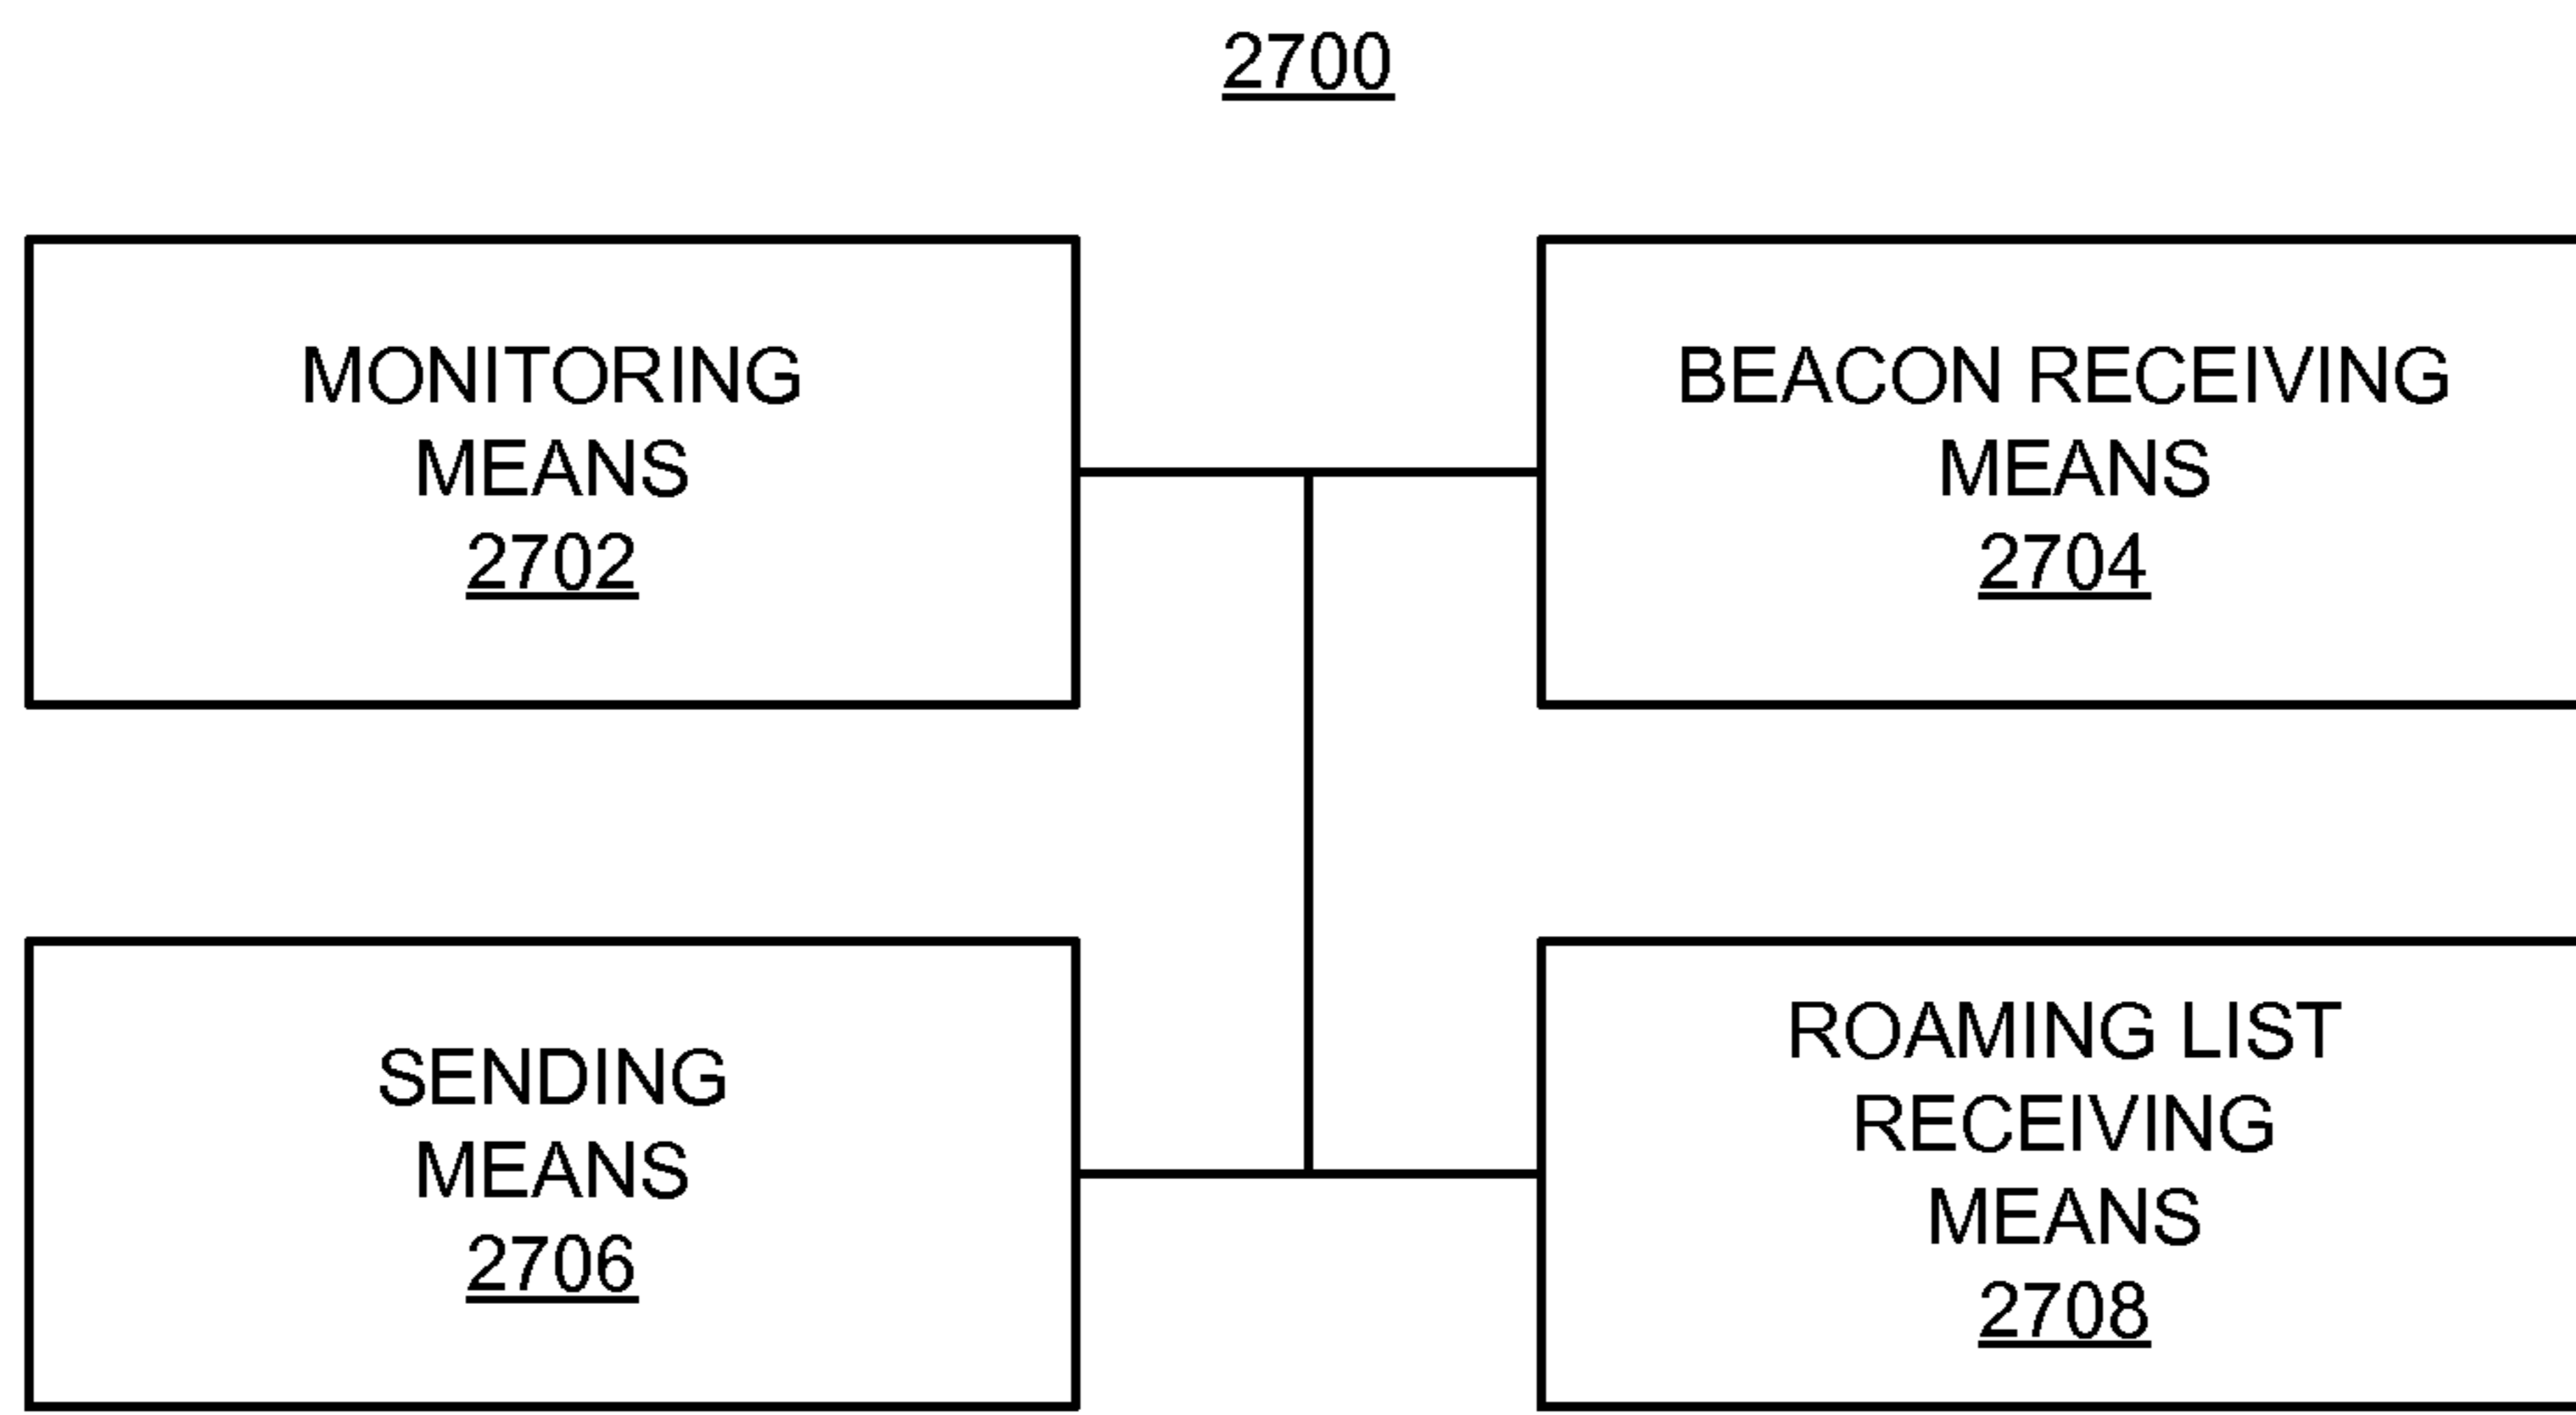 2700
MONITORING
MEANS
2702
BEACON RECEIVING
MEANS
2704
SENDING
MEANS
2706
ROAMING LIST
RECEIVING
MEANS
2708